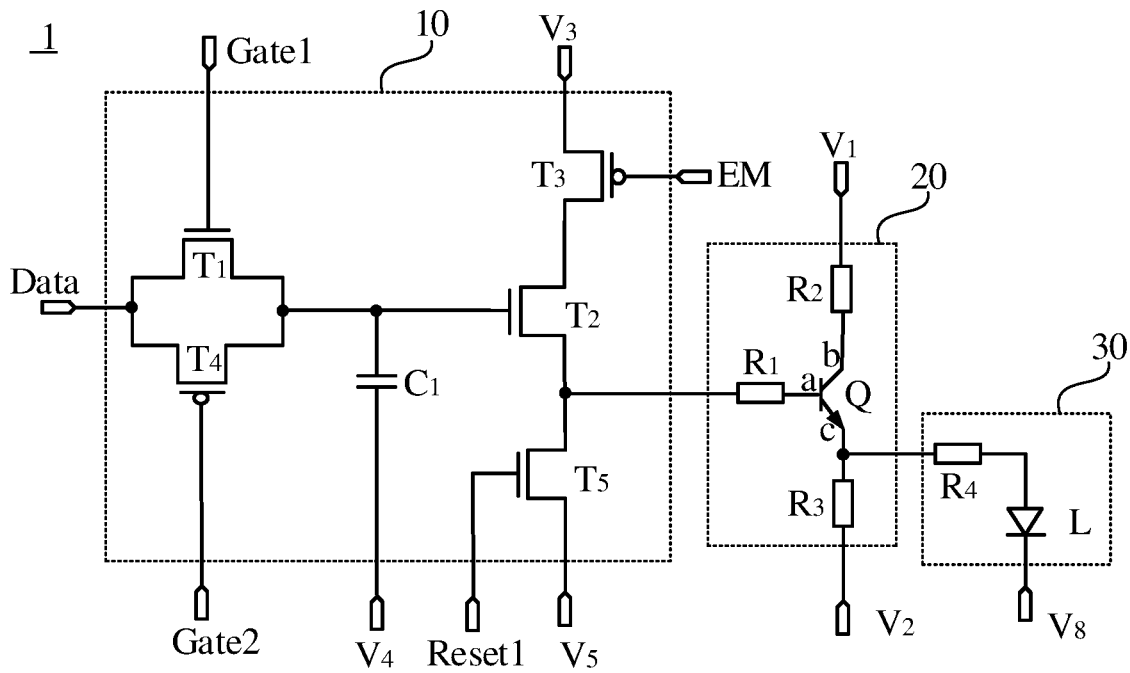 1
10
V3
Gate1
V1
T3
EM
20
T1
R2
Data
T2
30
T4
b
R1
C1
a
Q
c
T5
R4
R3
L
Gate2
V4
Reset1
V5
V2
V8